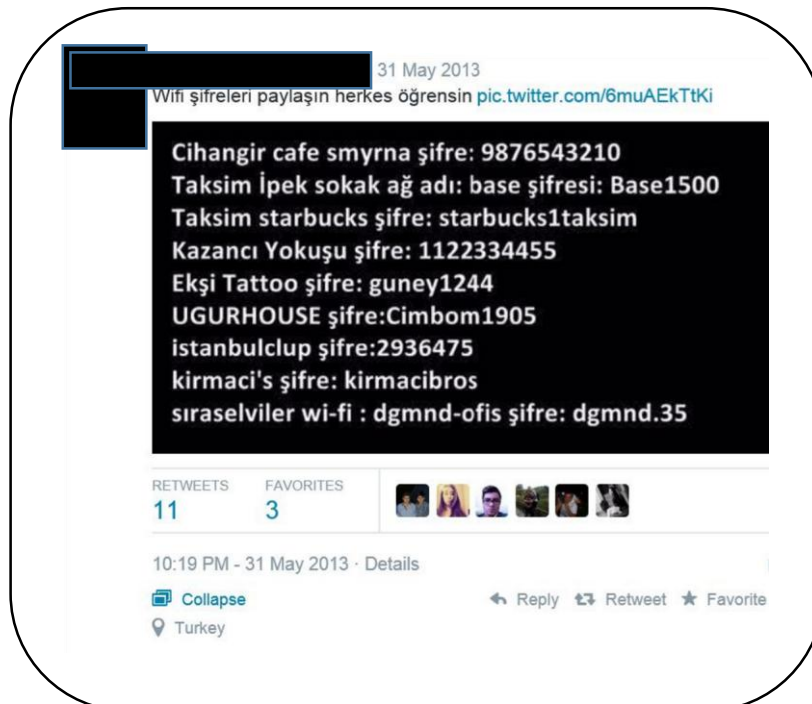 31 May 2013
Wifi şifreleri paylaşın herkes öğrensin pic.twitter.com/6muAEkTtKi
Cihangir cafe smyrna şifre: 9876543210
Taksim İpek sokak ağ adı: base şifresi: Base1500
Taksim starbucks şifre: starbucks1taksim
Kazancı Yokuşu şifre: 1122334455
Ekşi Tattoo şifre: guney1244
UGURHOUSE şifre:Cimbom1905
istanbulclup şifre:2936475
kirmaci's şifre: kirmacibros
sıraselviler wi-fi : dgmnd-ofis şifre: dgmnd.35
RETWEETS FAVORITES
11 3
10:19 PM - 31 May 2013 · Details
Collapse Reply Retweet Favorite
Turkey